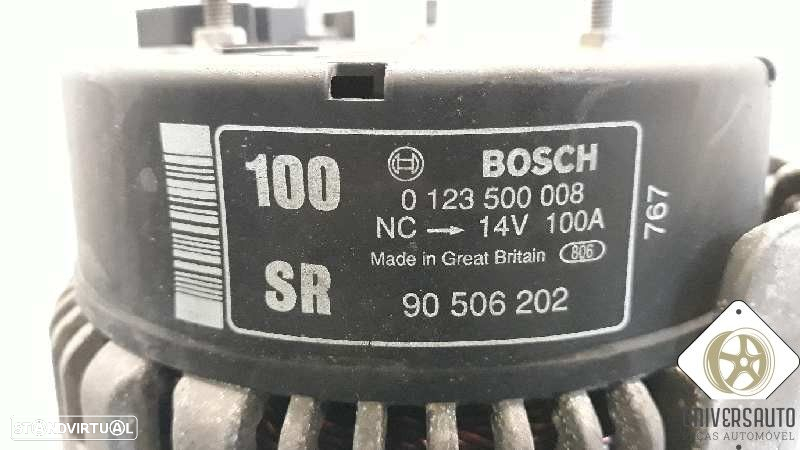 100
BOSCH
0 123 500 008
NC → 14V 100A
Made in Great Britain 806
SR
90 506 202
767
STANDVIRTUAL
UNIVERSAUTO
PEÇAS AUTOMÓVEL